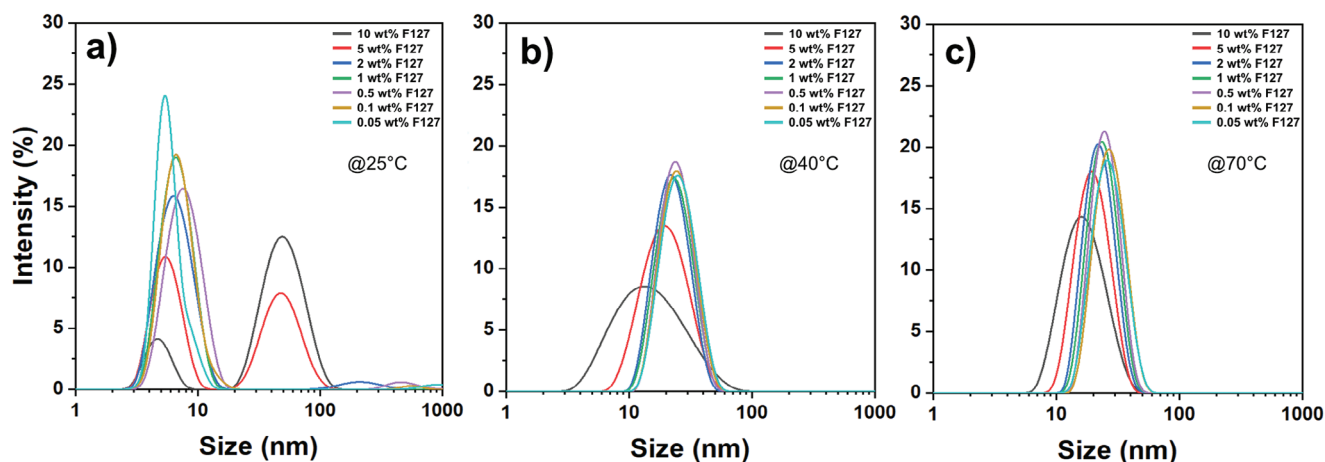 a)
30
25
20
15
10
5
0
Intensity (%)
10 wt% F127
5 wt% F127
2 wt% F127
1 wt% F127
0.5 wt% F127
0.1 wt% F127
0.05 wt% F127
@25°C
1
10
100
1000
Size (nm)
b)
30
25
20
15
10
5
0
10 wt% F127
5 wt% F127
2 wt% F127
1 wt% F127
0.5 wt% F127
0.1 wt% F127
0.05 wt% F127
@40°C
1
10
100
1000
Size (nm)
c)
30
25
20
15
10
5
0
10 wt% F127
5 wt% F127
2 wt% F127
1 wt% F127
0.5 wt% F127
0.1 wt% F127
0.05 wt% F127
@70°C
1
10
100
1000
Size (nm)